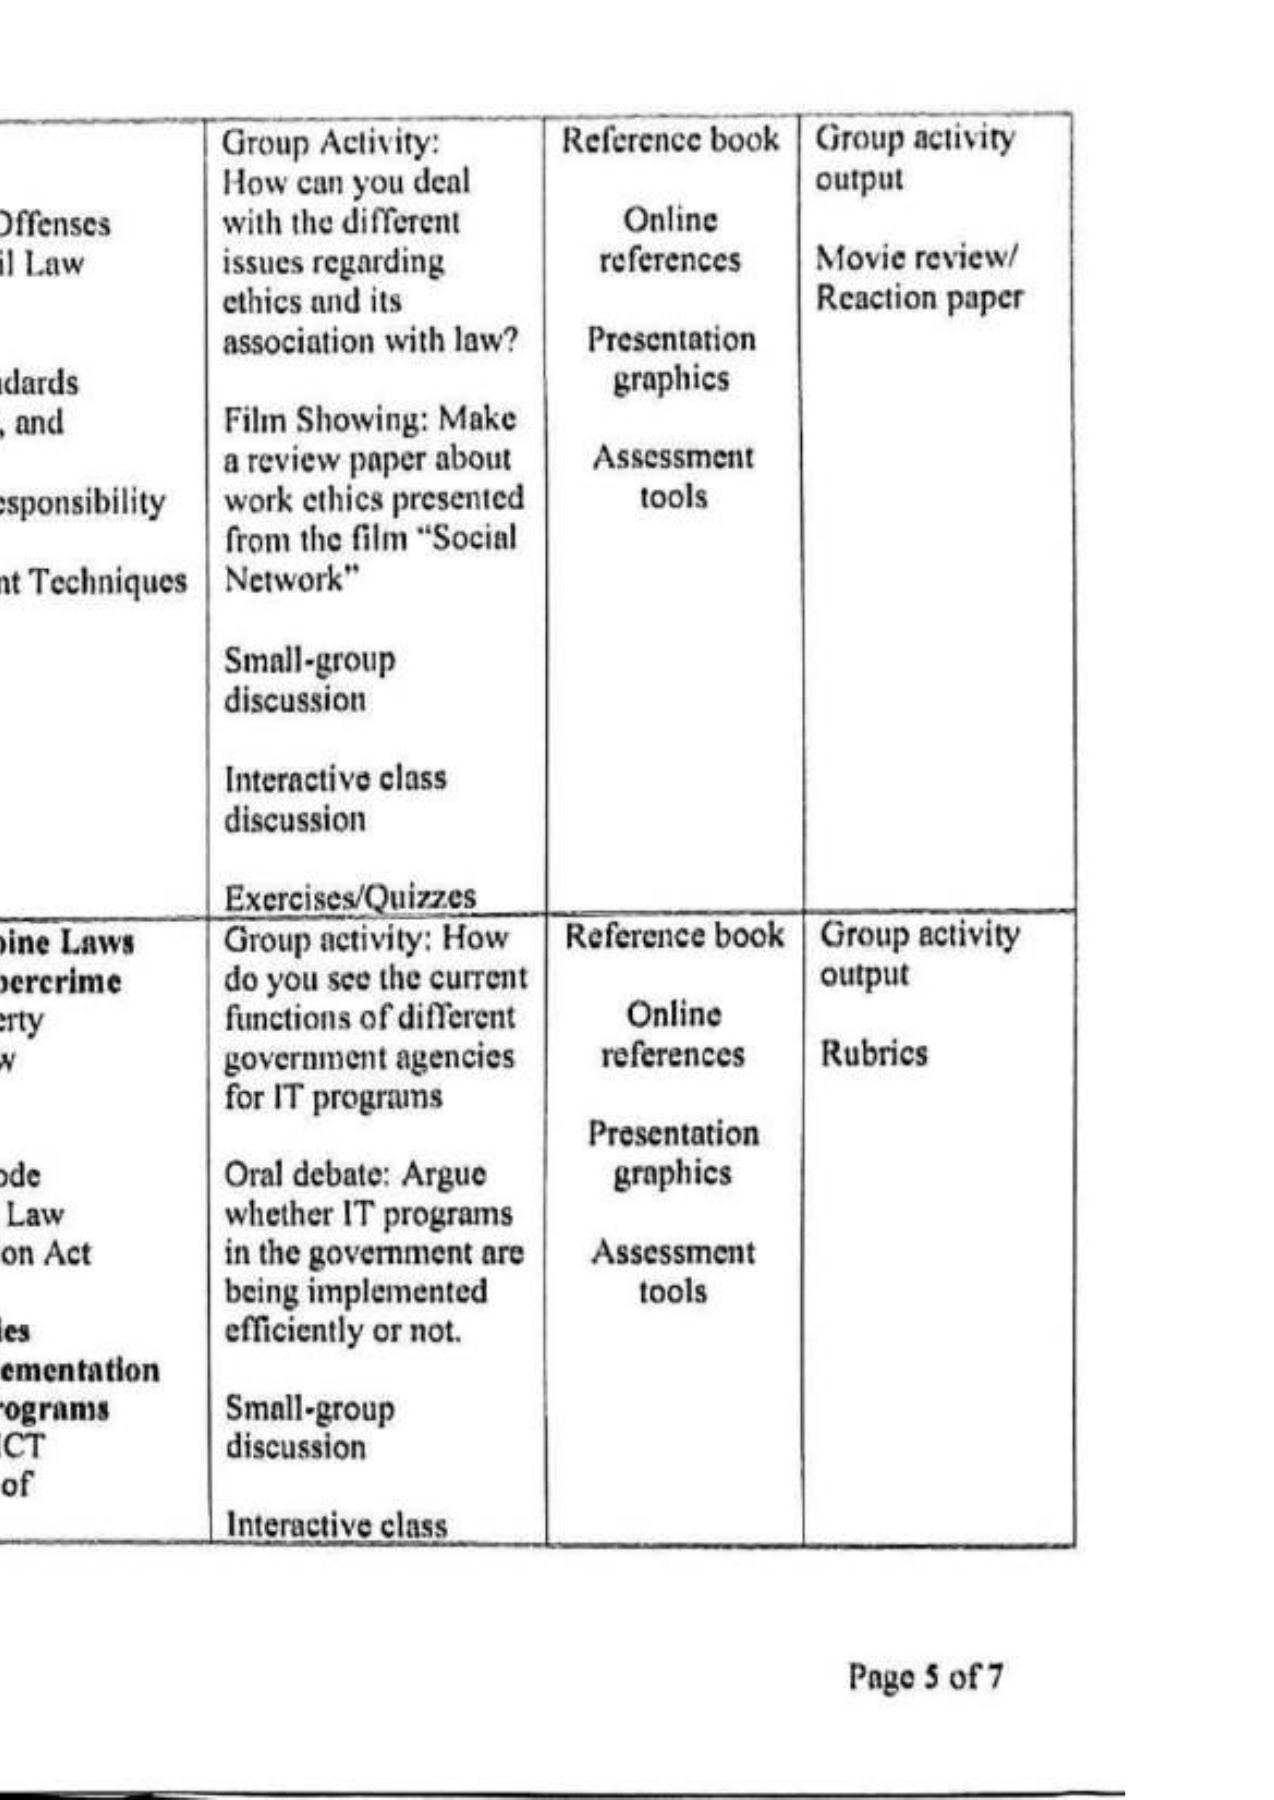 Offenses
il Law
dards
, and
esponsibility
nt Techniques
Group Activity:
How can you deal
with the different
issues regarding
ethics and its
association with law?
Film Showing: Make
a review paper about
work ethics presented
from the film “Social
Network”
Small-group
discussion
Interactive class
discussion
Exercises/Quizzes
Reference book
Online
references
Presentation
graphics
Assessment
tools
Group activity
output
Movie review/
Reaction paper
pine Laws
bercrime
erty
w
ode
Law
on Act
les
ementation
rograms
ICT
of
Group activity: How
do you see the current
functions of different
government agencies
for IT programs
Oral debate: Argue
whether IT programs
in the government are
being implemented
efficiently or not.
Small-group
discussion
Interactive class
Reference book
Online
references
Presentation
graphics
Assessment
tools
Group activity
output
Rubrics
Page 5 of 7